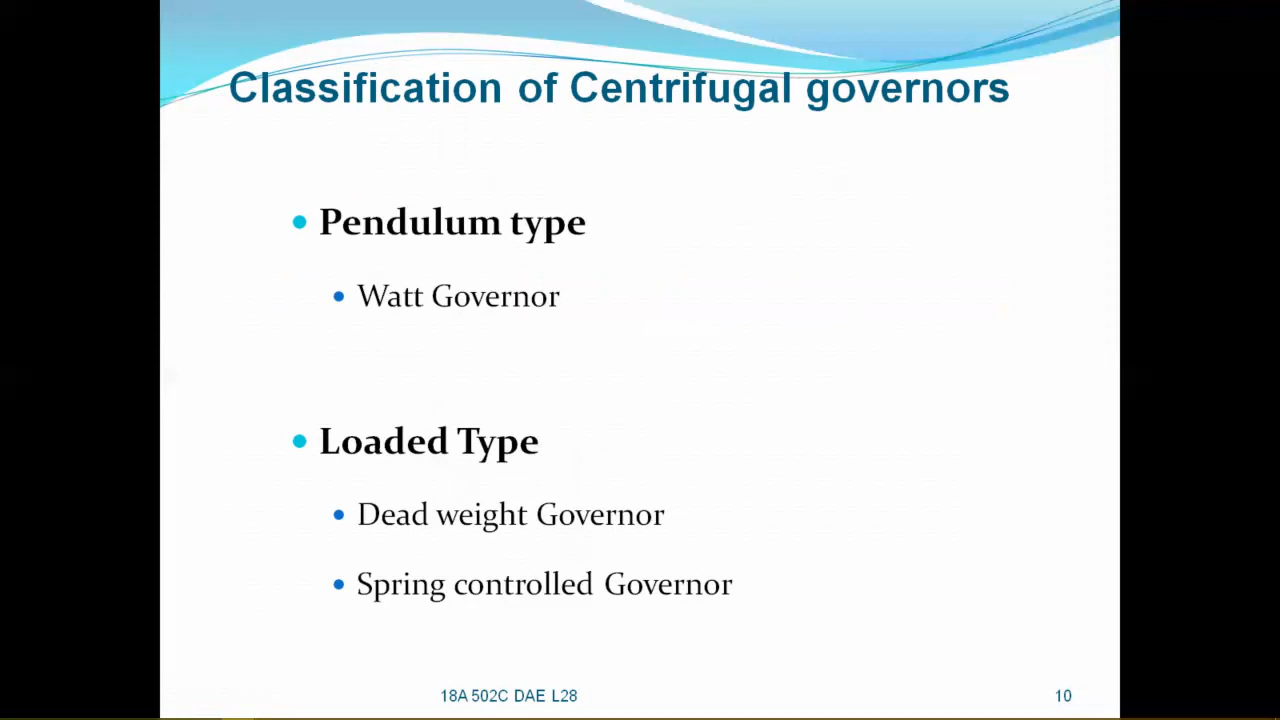 Classification of Centrifugal governors
Pendulum type
Watt Governor
Loaded Type
Dead weight Governor
Spring controlled Governor
18A 502C DAE L28
10